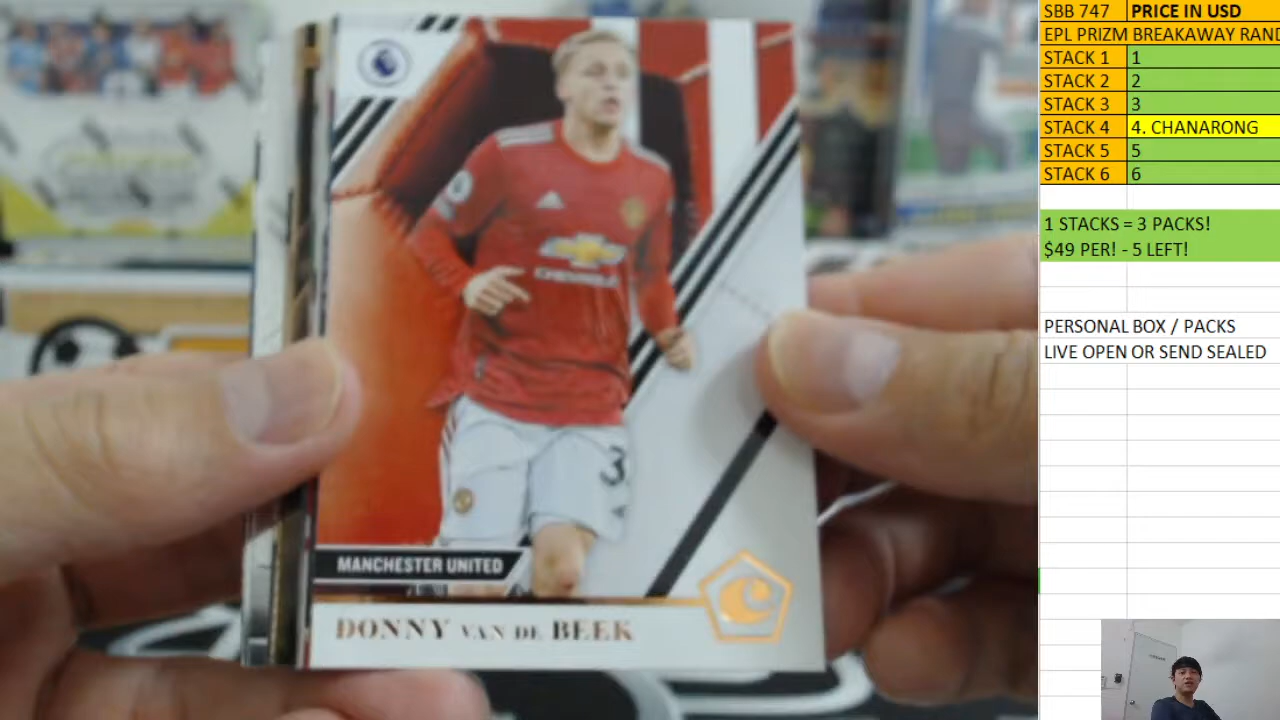 CHEVROLET
3
MANCHESTER UNITED
DONNY VAN DE BEEK
SBB 747 PRICE IN USD
EPL PRIZM BREAKAWAY RAND
STACK 1 1
STACK 2 2
STACK 3 3
STACK 4 4. CHANARONG
STACK 5 5
STACK 6 6
1 STACKS = 3 PACKS!
$49 PER! - 5 LEFT!
PERSONAL BOX / PACKS
LIVE OPEN OR SEND SEALED